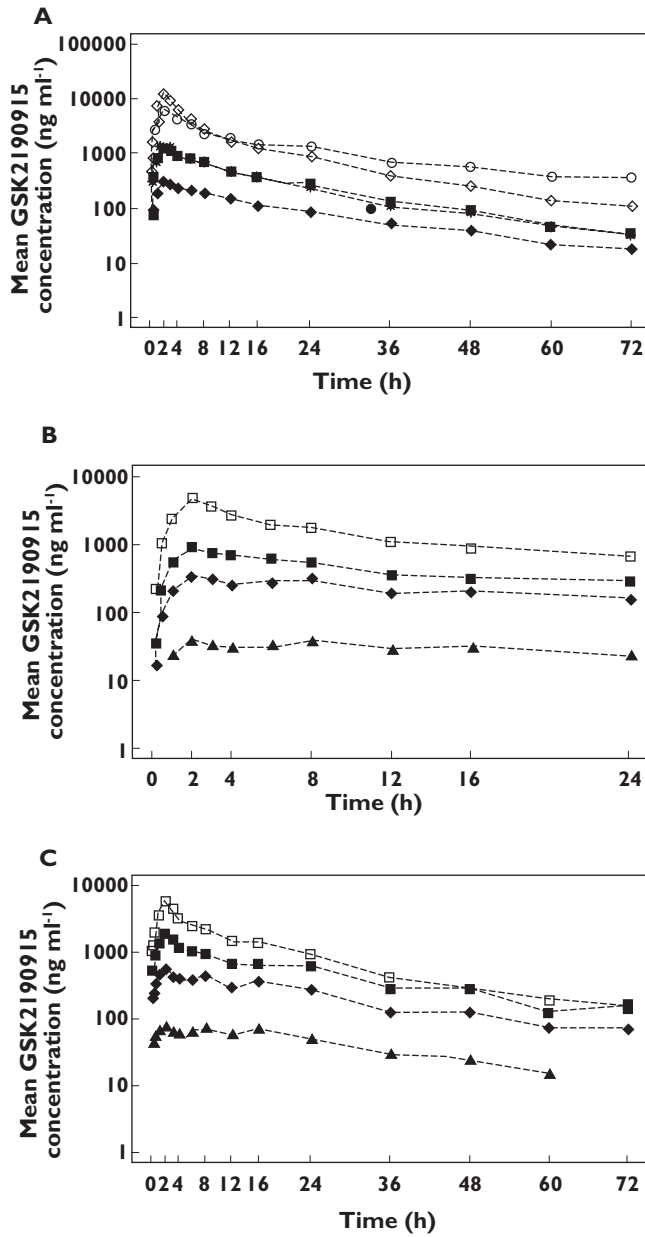 A
Mean GSK2190915
concentration (ng ml-1)
100000
10000
1000
100
10
1
0 2 4 8 12 16 24 36 48 60 72
Time (h)
B
Mean GSK2190915
concentration (ng ml-1)
10000
1000
100
10
1
0 2 4 8 12 16 24
Time (h)
C
Mean GSK2190915
concentration (ng ml-1)
10000
1000
100
10
1
0 2 4 8 12 16 24 36 48 60 72
Time (h)